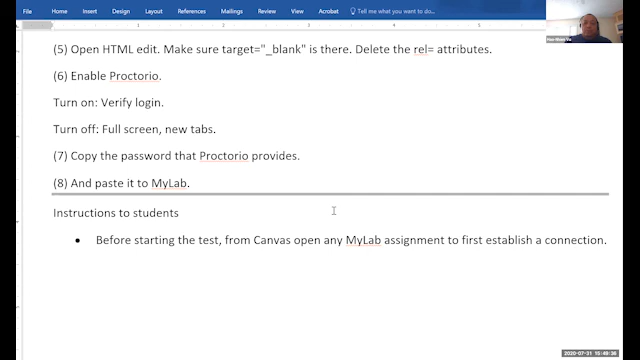 File Home Insert Design Layout References Mailings Review View Acrobat Tell me what you want to do...
(5) Open HTML edit. Make sure target="_blank" is there. Delete the rel= attributes.
(6) Enable Proctorio.
Turn on: Verify login.
Turn off: Full screen, new tabs.
(7) Copy the password that Proctorio provides.
(8) And paste it to MyLab.
Instructions to students
• Before starting the test, from Canvas open any MyLab assignment to first establish a connection.
2020-07-31 15:49:36